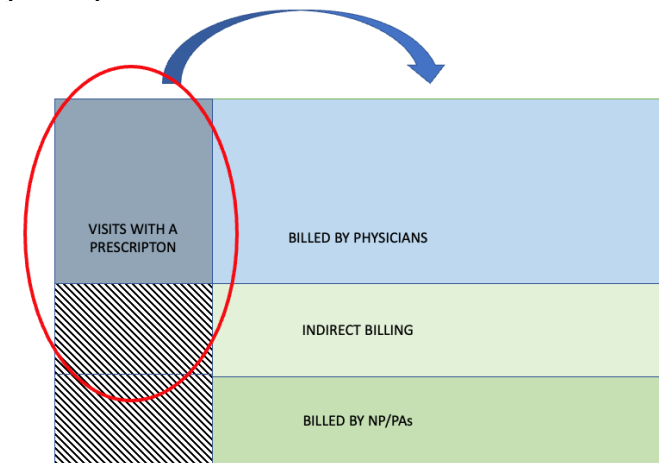 VISITS WITH A
PRESCRIPTON
BILLED BY PHYSICIANS
INDIRECT BILLING
BILLED BY NP/PAs